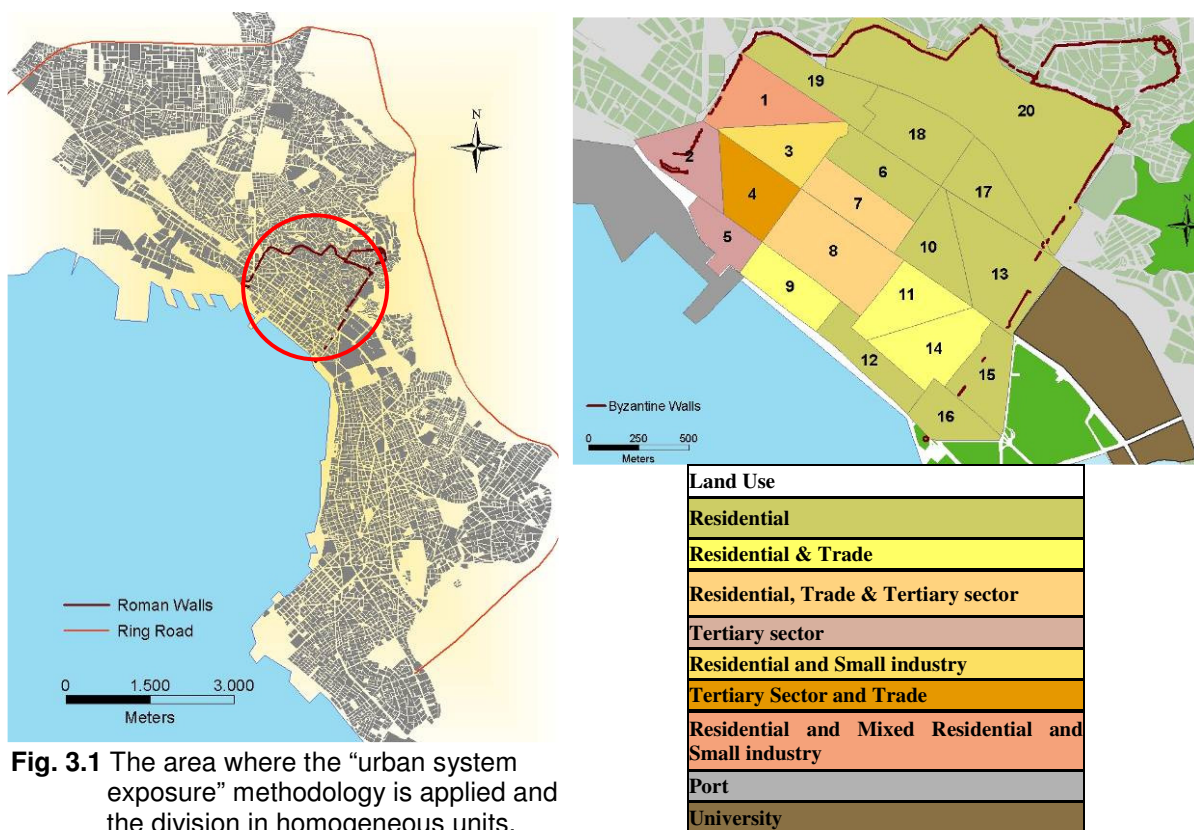 N
Roman Walls
Ring Road
0 1.500 3.000
Meters
Fig. 3.1 The area where the “urban system
exposure” methodology is applied and
the division in homogeneous units.
19
20
1
18
2
3
6
17
4
7
10
13
5
8
9
11
14
12
15
16
N
Byzantine Walls
0 250 500
Meters
Land Use
Residential
Residential & Trade
Residential, Trade & Tertiary sector
Tertiary sector
Residential and Small industry
Tertiary Sector and Trade
Residential and Mixed Residential and
Small industry
Port
University